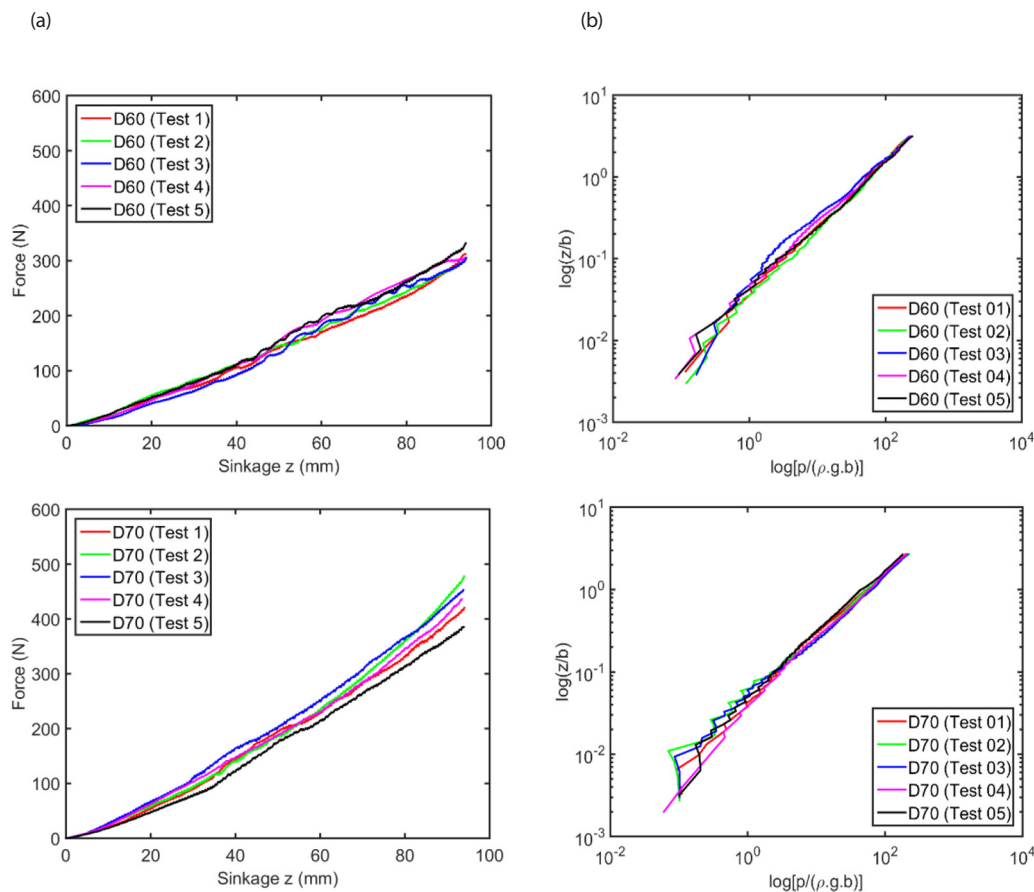 (a)
(b)
600
500
400
300
200
100
0
Force (N)
D60 (Test 1)
D60 (Test 2)
D60 (Test 3)
D60 (Test 4)
D60 (Test 5)
0 20 40 60 80 100
Sinkage z (mm)
10^1
10^0
10^-1
10^-2
10^-3
log(z/b)
D60 (Test 01)
D60 (Test 02)
D60 (Test 03)
D60 (Test 04)
D60 (Test 05)
10^-2 10^0 10^2 10^4
log[p/(ρ.g.b)]
600
500
400
300
200
100
0
Force (N)
D70 (Test 1)
D70 (Test 2)
D70 (Test 3)
D70 (Test 4)
D70 (Test 5)
0 20 40 60 80 100
Sinkage z (mm)
10^1
10^0
10^-1
10^-2
10^-3
log(z/b)
D70 (Test 01)
D70 (Test 02)
D70 (Test 03)
D70 (Test 04)
D70 (Test 05)
10^-2 10^0 10^2 10^4
log[p/(ρ.g.b)]